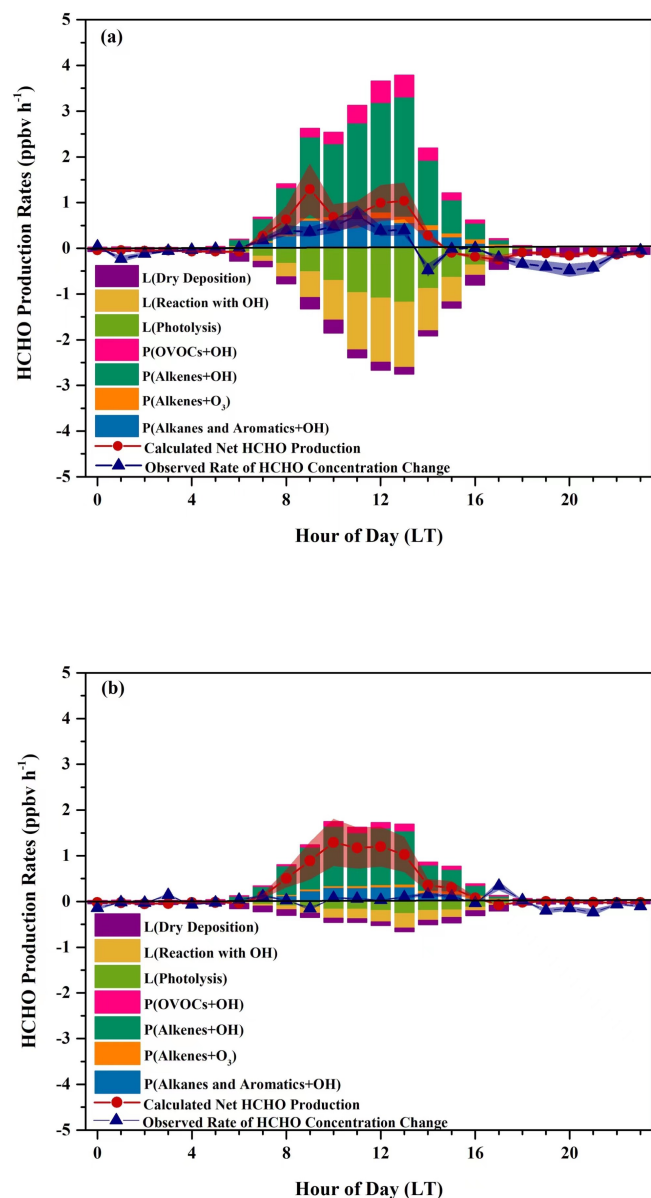 (a)
5
4
3
2
1
0
-1
-2
-3
-4
-5
HCHO Production Rates (ppbv h⁻¹)
L(Dry Deposition)
L(Reaction with OH)
L(Photolysis)
P(OVOCs+OH)
P(Alkenes+OH)
P(Alkenes+O₃)
P(Alkanes and Aromatics+OH)
Calculated Net HCHO Production
Observed Rate of HCHO Concentration Change
0 4 8 12 16 20
Hour of Day (LT)
(b)
5
4
3
2
1
0
-1
-2
-3
-4
-5
HCHO Production Rates (ppbv h⁻¹)
L(Dry Deposition)
L(Reaction with OH)
L(Photolysis)
P(OVOCs+OH)
P(Alkenes+OH)
P(Alkenes+O₃)
P(Alkanes and Aromatics+OH)
Calculated Net HCHO Production
Observed Rate of HCHO Concentration Change
0 4 8 12 16 20
Hour of Day (LT)